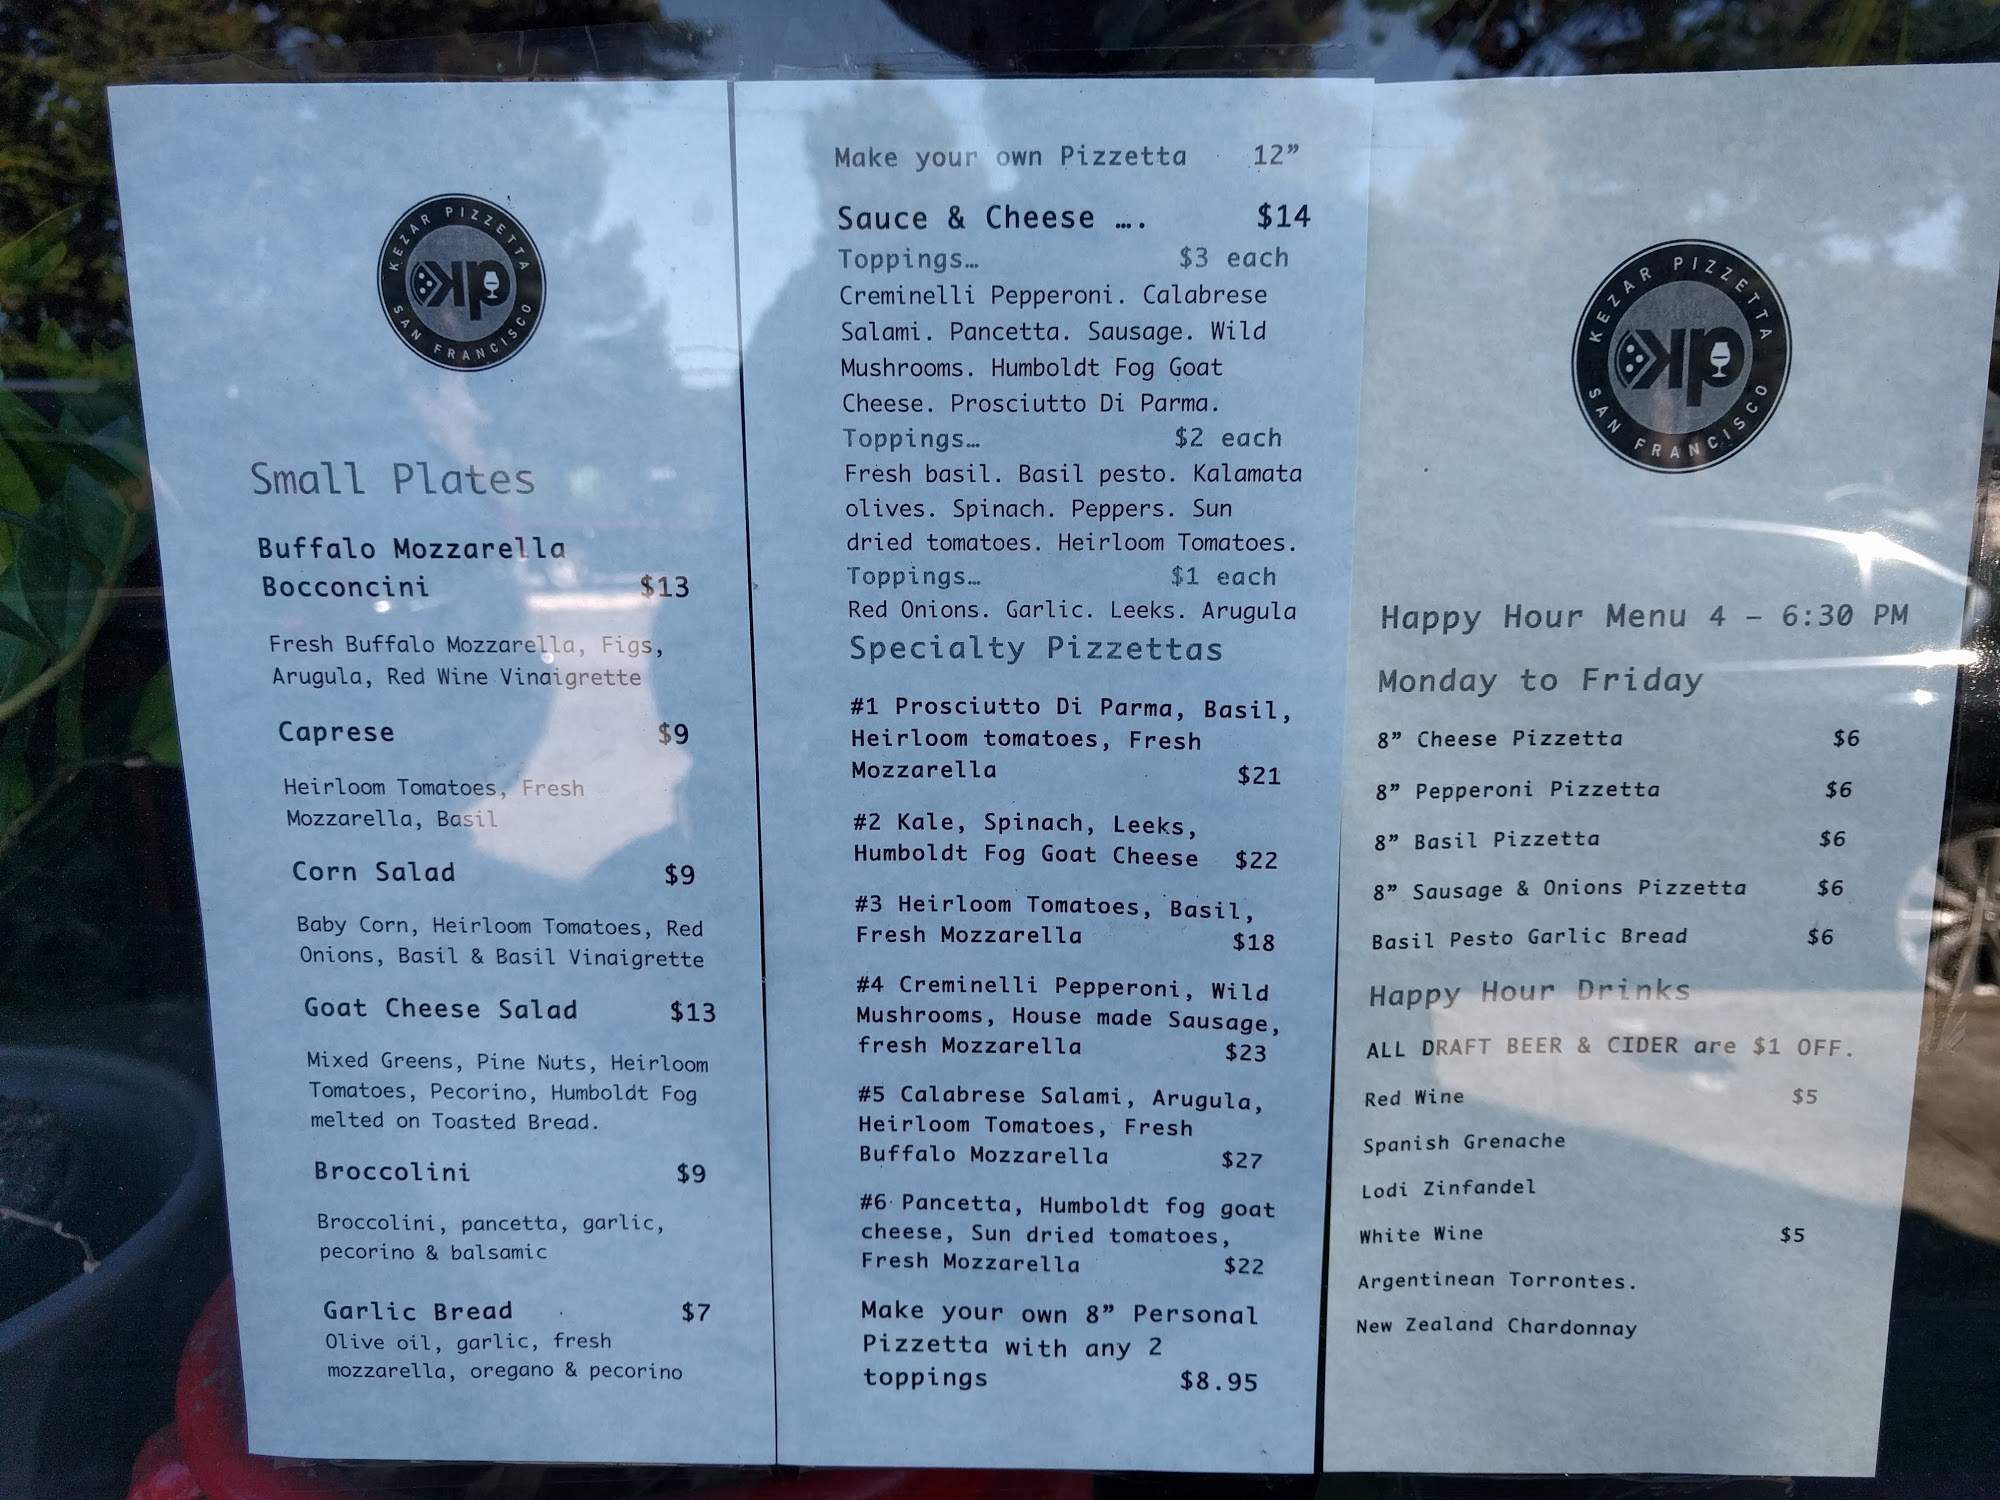 KEZAR PIZZETTA
SAN FRANCISCO
Small Plates
Buffalo Mozzarella
Bocconcini $13
Fresh Buffalo Mozzarella, Figs,
Arugula, Red Wine Vinaigrette
Caprese $9
Heirloom Tomatoes, Fresh
Mozzarella, Basil
Corn Salad $9
Baby Corn, Heirloom Tomatoes, Red
Onions, Basil & Basil Vinaigrette
Goat Cheese Salad $13
Mixed Greens, Pine Nuts, Heirloom
Tomatoes, Pecorino, Humboldt Fog
melted on Toasted Bread.
Broccolini $9
Broccolini, pancetta, garlic,
pecorino & balsamic
Garlic Bread $7
Olive oil, garlic, fresh
mozzarella, oregano & pecorino
Make your own Pizzetta 12”
Sauce & Cheese …. $14
Toppings… $3 each
Creminelli Pepperoni. Calabrese
Salami. Pancetta. Sausage. Wild
Mushrooms. Humboldt Fog Goat
Cheese. Prosciutto Di Parma.
Toppings… $2 each
Fresh basil. Basil pesto. Kalamata
olives. Spinach. Peppers. Sun
dried tomatoes. Heirloom Tomatoes.
Toppings… $1 each
Red Onions. Garlic. Leeks. Arugula
Specialty Pizzettas
#1 Prosciutto Di Parma, Basil,
Heirloom tomatoes, Fresh
Mozzarella $21
#2 Kale, Spinach, Leeks,
Humboldt Fog Goat Cheese $22
#3 Heirloom Tomatoes, Basil,
Fresh Mozzarella $18
#4 Creminelli Pepperoni, Wild
Mushrooms, House made Sausage,
fresh Mozzarella $23
#5 Calabrese Salami, Arugula,
Heirloom Tomatoes, Fresh
Buffalo Mozzarella $27
#6 Pancetta, Humboldt fog goat
cheese, Sun dried tomatoes,
Fresh Mozzarella $22
Make your own 8” Personal
Pizzetta with any 2
toppings $8.95
KEZAR PIZZETTA
SAN FRANCISCO
Happy Hour Menu 4 – 6:30 PM
Monday to Friday
8” Cheese Pizzetta $6
8” Pepperoni Pizzetta $6
8” Basil Pizzetta $6
8” Sausage & Onions Pizzetta $6
Basil Pesto Garlic Bread $6
Happy Hour Drinks
ALL DRAFT BEER & CIDER are $1 OFF.
Red Wine $5
Spanish Grenache
Lodi Zinfandel
White Wine $5
Argentinean Torrontes.
New Zealand Chardonnay